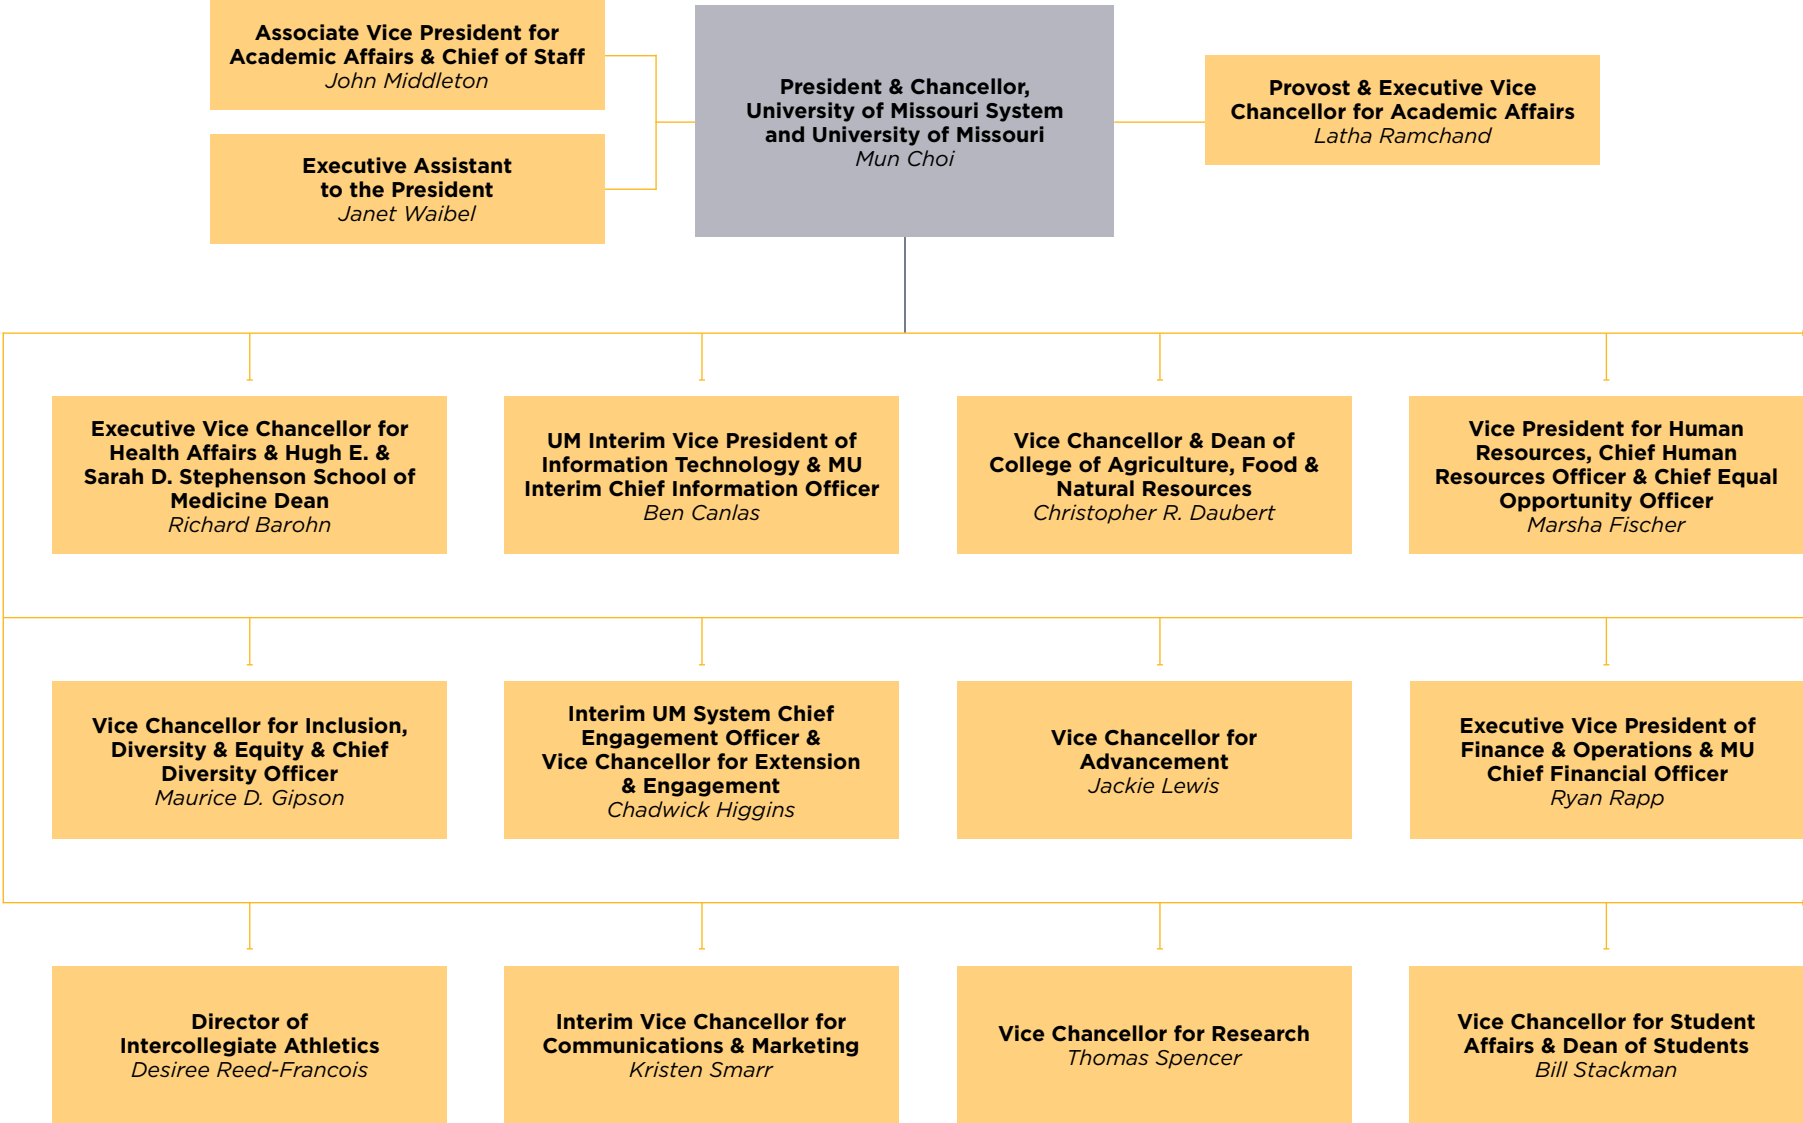 Associate Vice President for
Academic Affairs & Chief of Staff
John Middleton
Executive Assistant
to the President
Janet Waibel
President & Chancellor,
University of Missouri System
and University of Missouri
Mun Choi
Provost & Executive Vice
Chancellor for Academic Affairs
Latha Ramchand
Executive Vice Chancellor for
Health Affairs & Hugh E. &
Sarah D. Stephenson School of
Medicine Dean
Richard Barohn
UM Interim Vice President of
Information Technology & MU
Interim Chief Information Officer
Ben Canlas
Vice Chancellor & Dean of
College of Agriculture, Food &
Natural Resources
Christopher R. Daubert
Vice President for Human
Resources, Chief Human
Resources Officer & Chief Equal
Opportunity Officer
Marsha Fischer
Vice Chancellor for Inclusion,
Diversity & Equity & Chief
Diversity Officer
Maurice D. Gipson
Interim UM System Chief
Engagement Officer &
Vice Chancellor for Extension
& Engagement
Chadwick Higgins
Vice Chancellor for
Advancement
Jackie Lewis
Executive Vice President of
Finance & Operations & MU
Chief Financial Officer
Ryan Rapp
Director of
Intercollegiate Athletics
Desiree Reed-Francois
Interim Vice Chancellor for
Communications & Marketing
Kristen Smarr
Vice Chancellor for Research
Thomas Spencer
Vice Chancellor for Student
Affairs & Dean of Students
Bill Stackman